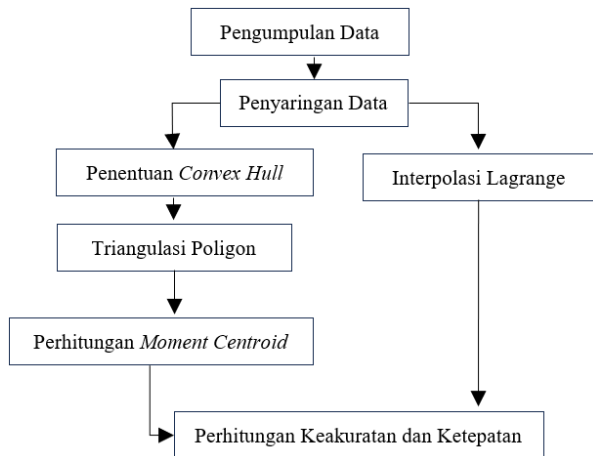 Pengumpulan Data
Penyaringan Data
Penentuan Convex Hull
Interpolasi Lagrange
Triangulasi Poligon
Perhitungan Moment Centroid
Perhitungan Keakuratan dan Ketepatan